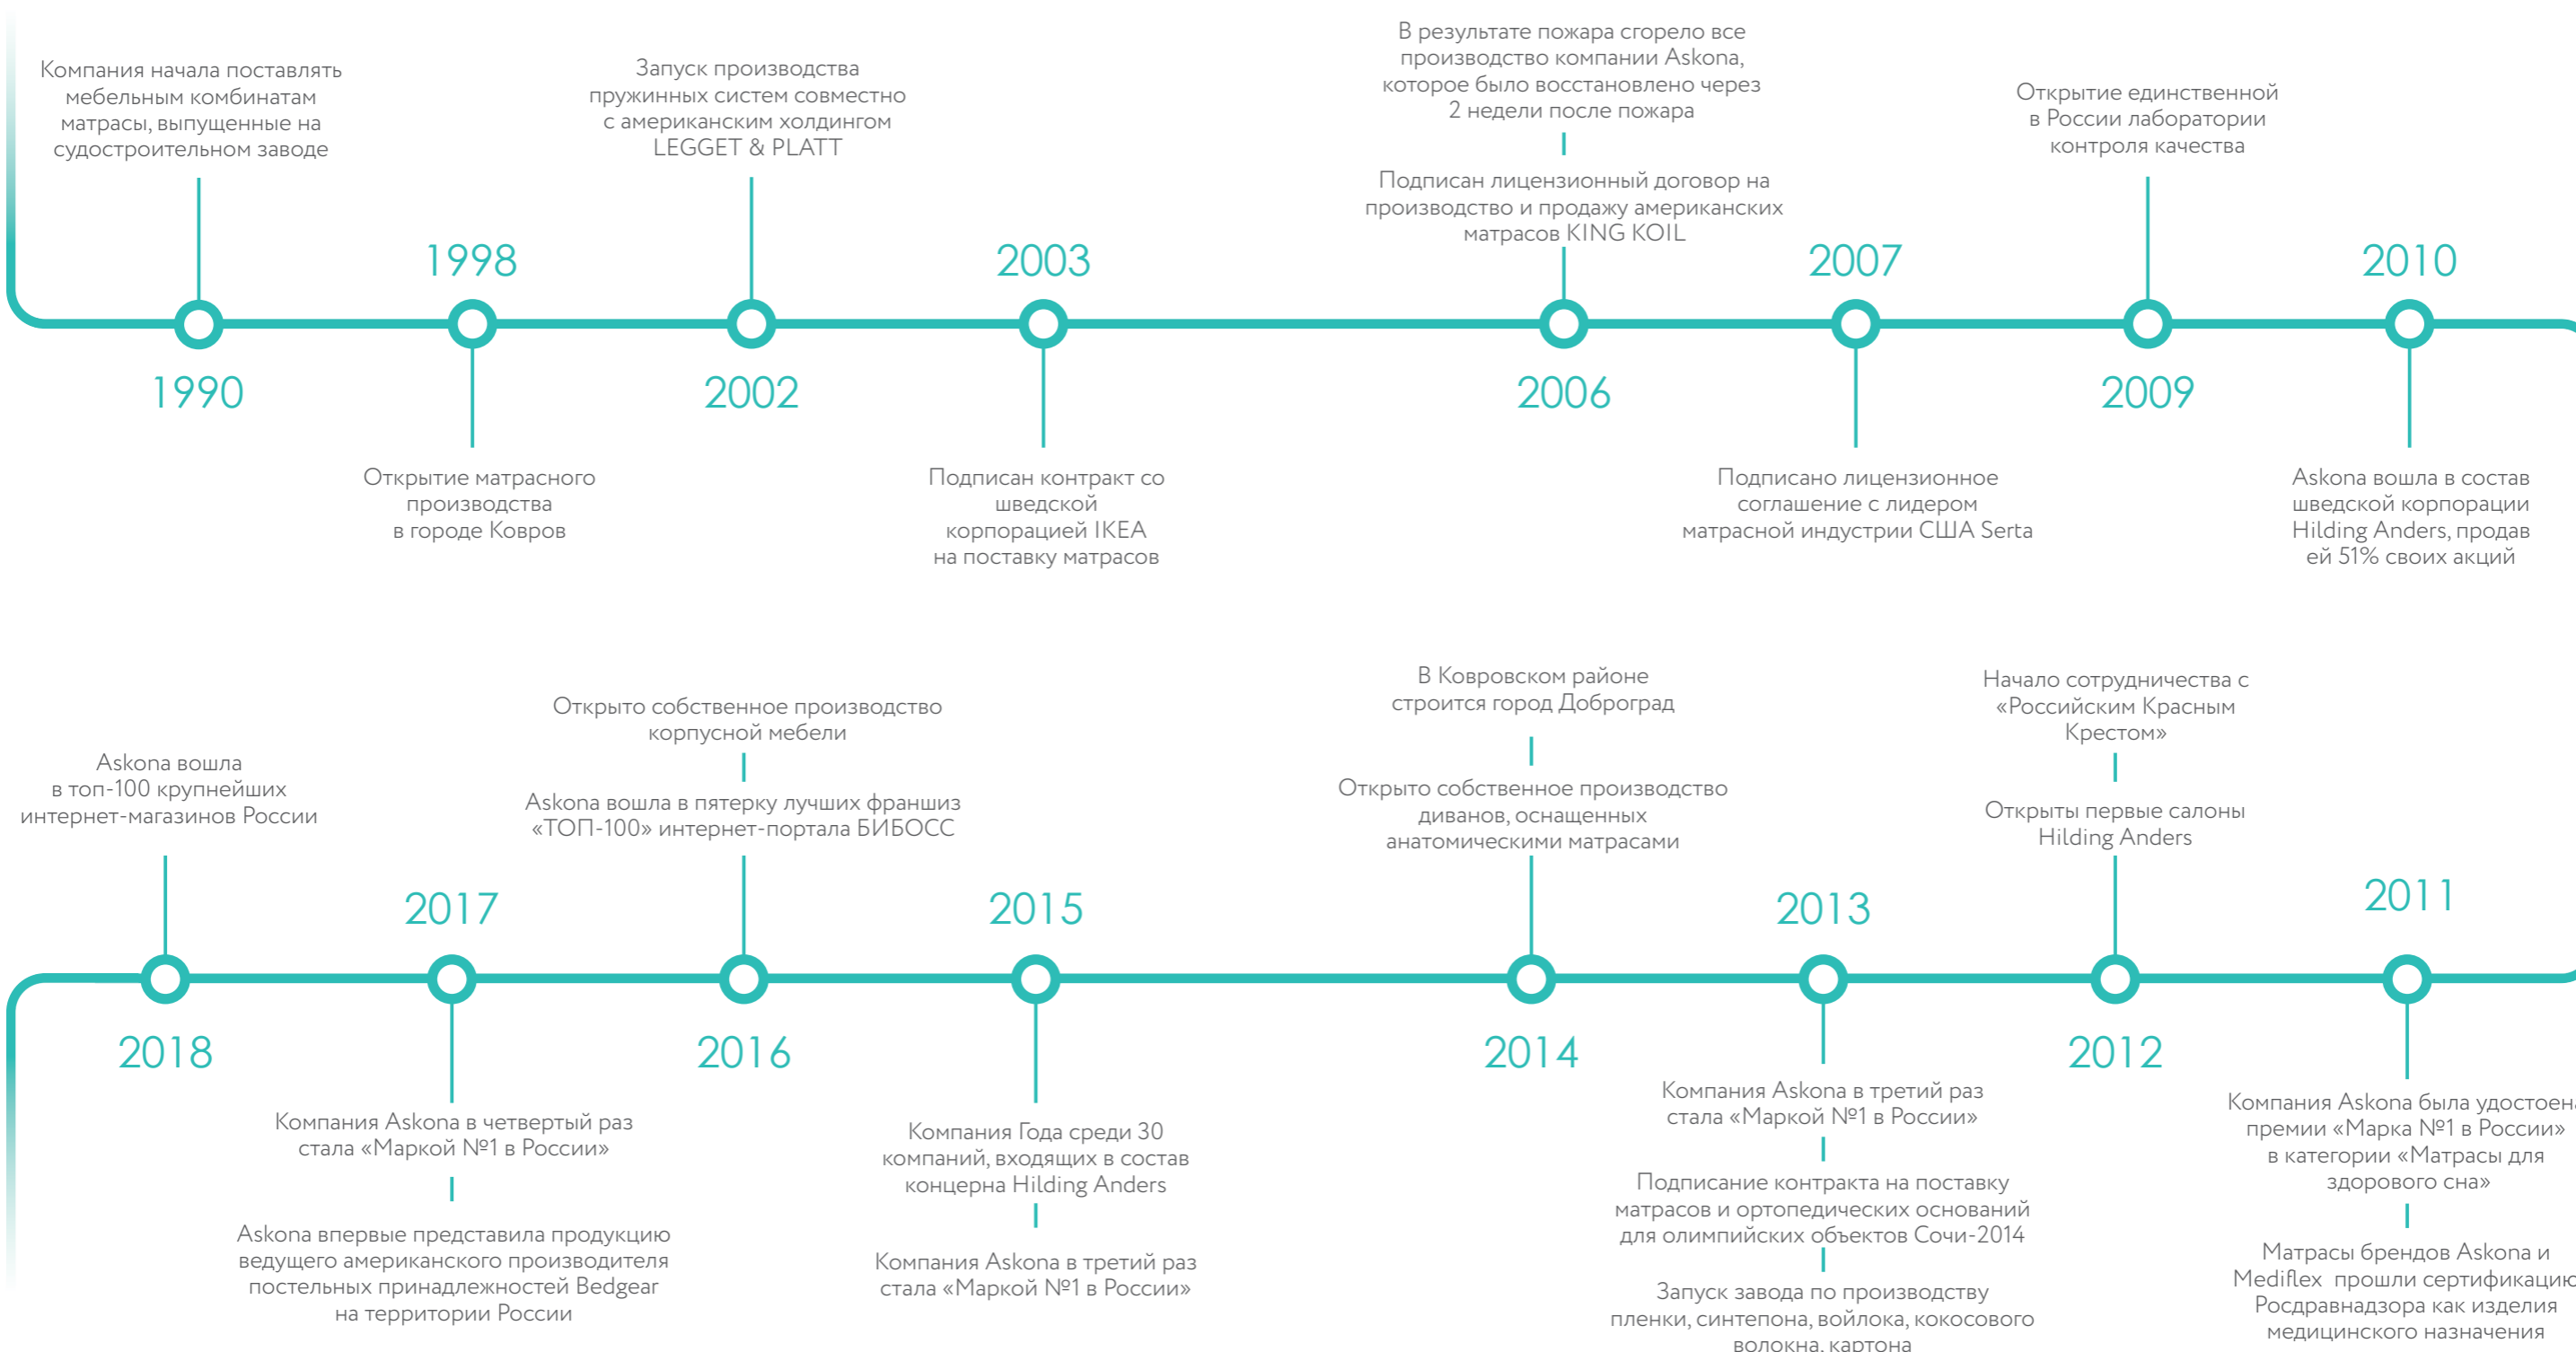 Компания начала поставлять
мебельным комбинатам
матрасы, выпущенные на
судостроительном заводе
1990
1998
Открытие матрасного
производства
в городе Ковров
Запуск производства
пружинных систем совместно
с американским холдингом
LEGGET & PLATT
2002
2003
Подписан контракт со
шведской
корпорацией IKEA
на поставку матрасов
В результате пожара сгорело все
производство компании Askona,
которое было восстановлено через
2 недели после пожара
Подписан лицензионный договор на
производство и продажу американских
матрасов KING KOIL
2006
2007
Подписано лицензионное
соглашение с лидером
матрасной индустрии США Serta
Открытие единственной
в России лаборатории
контроля качества
2009
2010
Askona вошла в состав
шведской корпорации
Hilding Anders, продав
ей 51% своих акций
Askona вошла
в топ-100 крупнейших
интернет-магазинов России
2018
2017
Компания Askona в четвертый раз
стала «Маркой №1 в России»
Askona впервые представила продукцию
ведущего американского производителя
постельных принадлежностей Bedgear
на территории России
Открыто собственное производство
корпусной мебели
Askona вошла в пятерку лучших франшиз
«ТОП-100» интернет-портала БИБОСС
2016
2015
Компания Года среди 30
компаний, входящих в состав
концерна Hilding Anders
Компания Askona в третий раз
стала «Маркой №1 в России»
В Ковровском районе
строится город Доброград
Открыто собственное производство
диванов, оснащенных
анатомическими матрасами
2014
2013
Компания Askona в третий раз
стала «Маркой №1 в России»
Подписание контракта на поставку
матрасов и ортопедических оснований
для олимпийских объектов Сочи-2014
Запуск завода по производству
пленки, синтепона, войлока, кокосового
волокна, картона
Начало сотрудничества с
«Российским Красным
Крестом»
Открыты первые салоны
Hilding Anders
2012
2011
Компания Askona была удостоена
премии «Марка №1 в России»
в категории «Матрасы для
здорового сна»
Матрасы брендов Askona и
Mediflex прошли сертификацию
Росдравнадзора как изделия
медицинского назначения